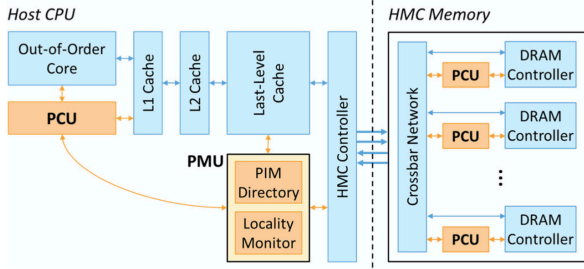 Host CPU
HMC Memory
Out-of-Order
Core
PCU
L1 Cache
L2 Cache
Last-Level
Cache
PMU
PIM
Directory
Locality
Monitor
HMC Controller
Crossbar Network
PCU
DRAM
Controller
PCU
DRAM
Controller
...
PCU
DRAM
Controller